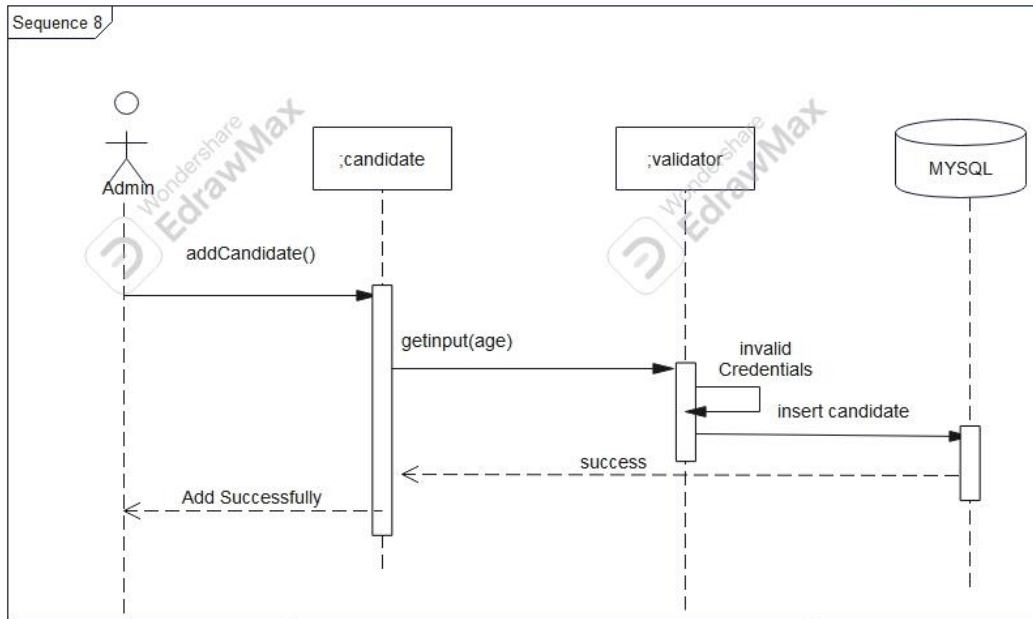 Sequence 8
Wondershare
EdrawMax
Wondershare
EdrawMax
Admin
;candidate
;validator
MYSQL
addCandidate()
getinput(age)
invalid
Credentials
insert candidate
success
Add Successfully